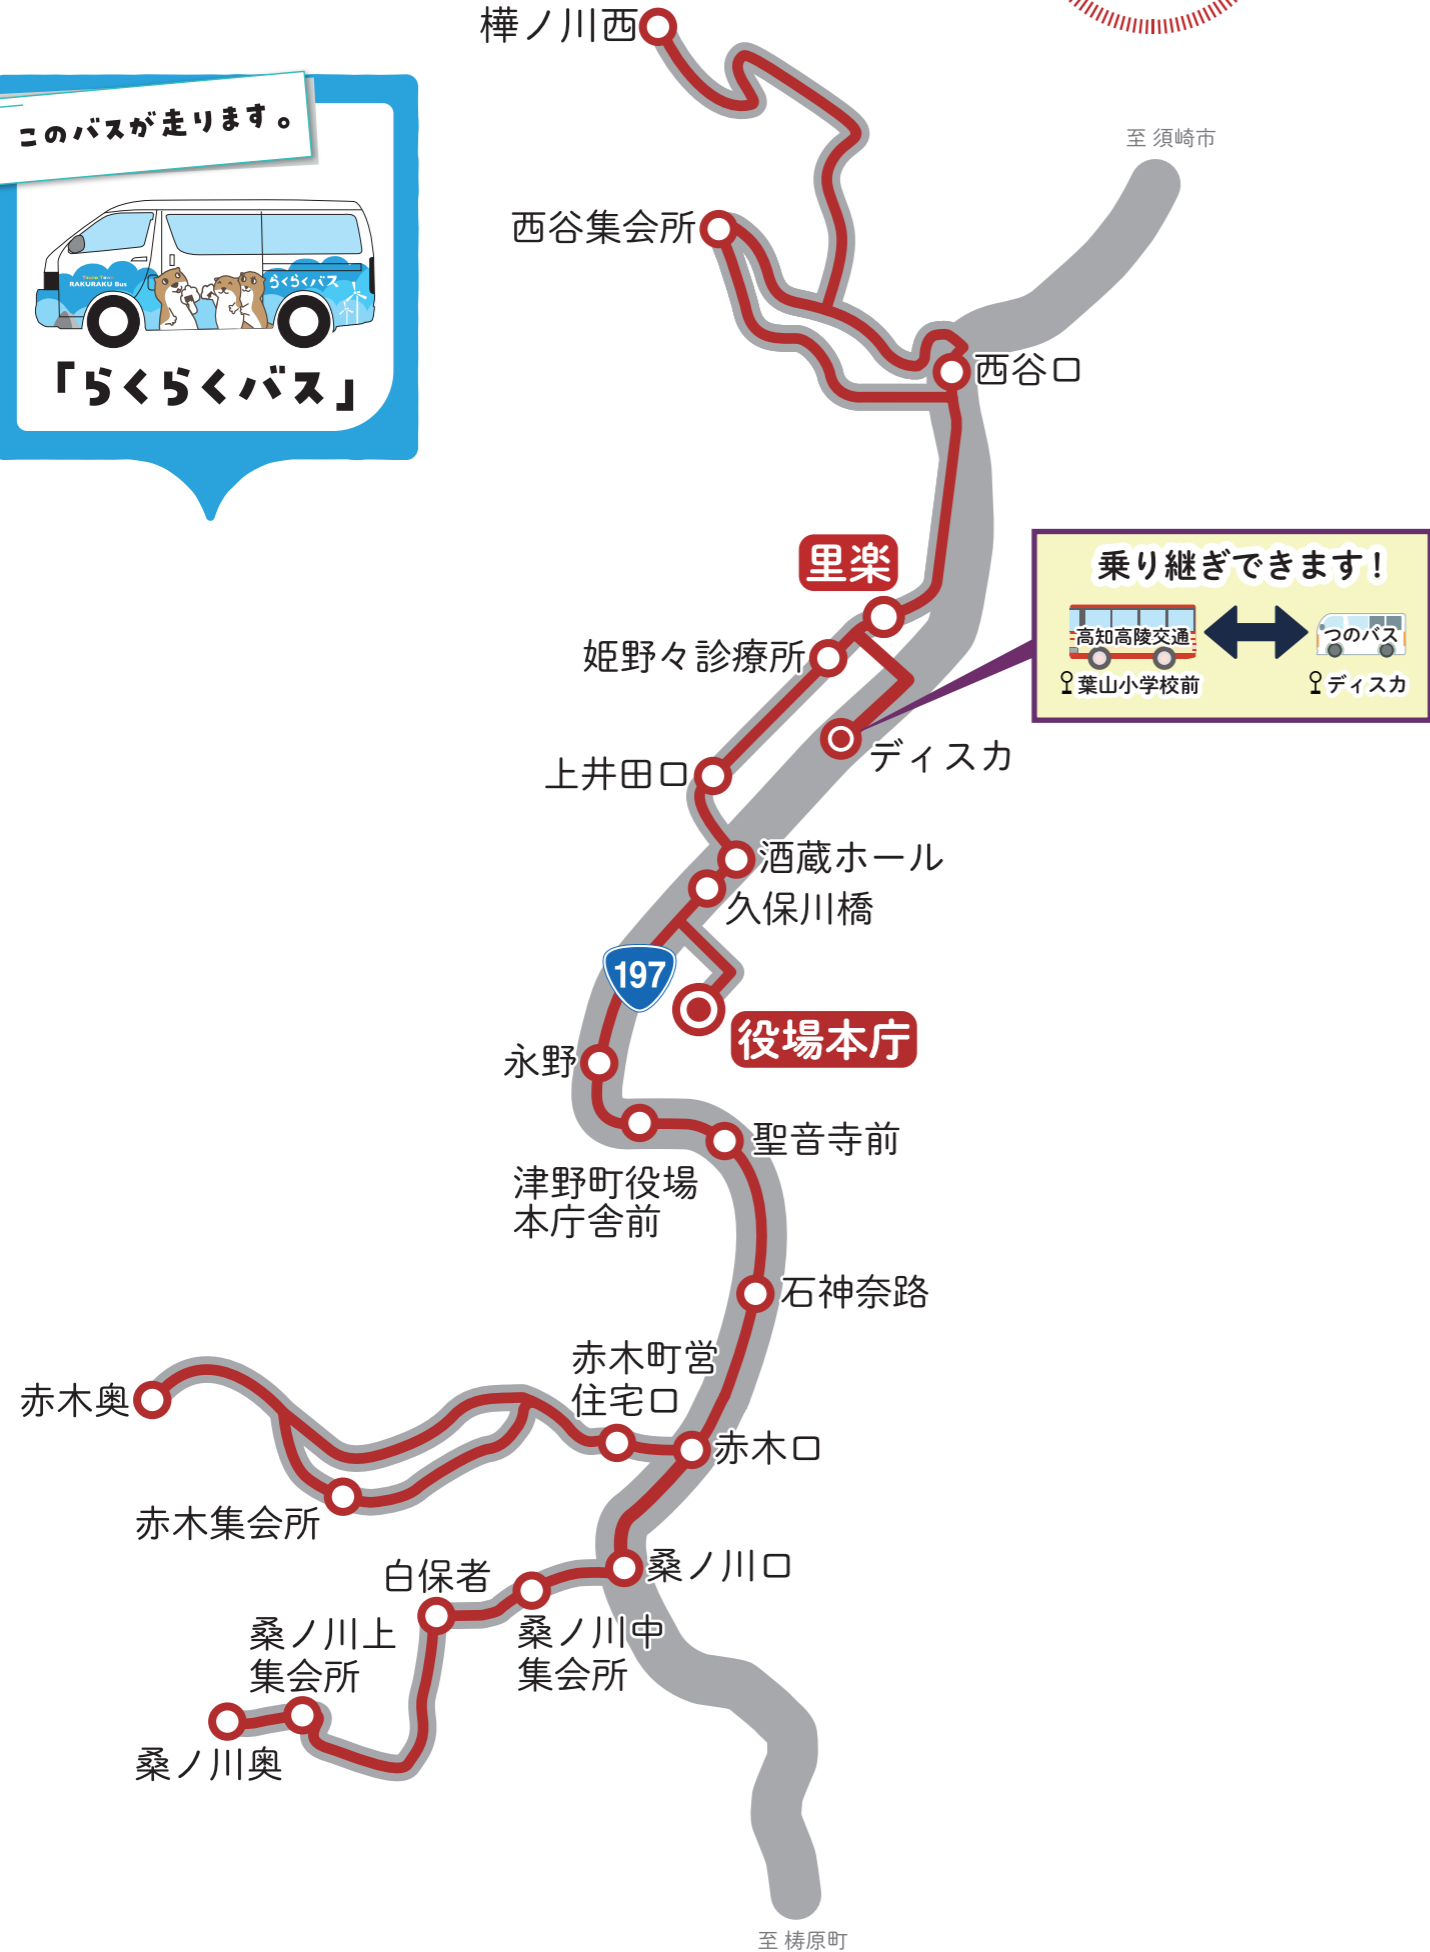 樺ノ川西
このバスが走ります。
至 須崎市
西谷集会所
RAKURAKU Bus
らくらくバス
「らくらくバス」
西谷口
里楽
乗り継ぎできます！
高知高陵交通
つのバス
葉山小学校前
ディスカ
姫野々診療所
ディスカ
上井田口
酒蔵ホール
久保川橋
197
役場本庁
永野
聖音寺前
津野町役場
本庁舎前
石神奈路
赤木町営
住宅口
赤木奥
赤木口
赤木集会所
桑ノ川口
白保者
桑ノ川上
集会所
桑ノ川中
集会所
桑ノ川奥
至 梼原町